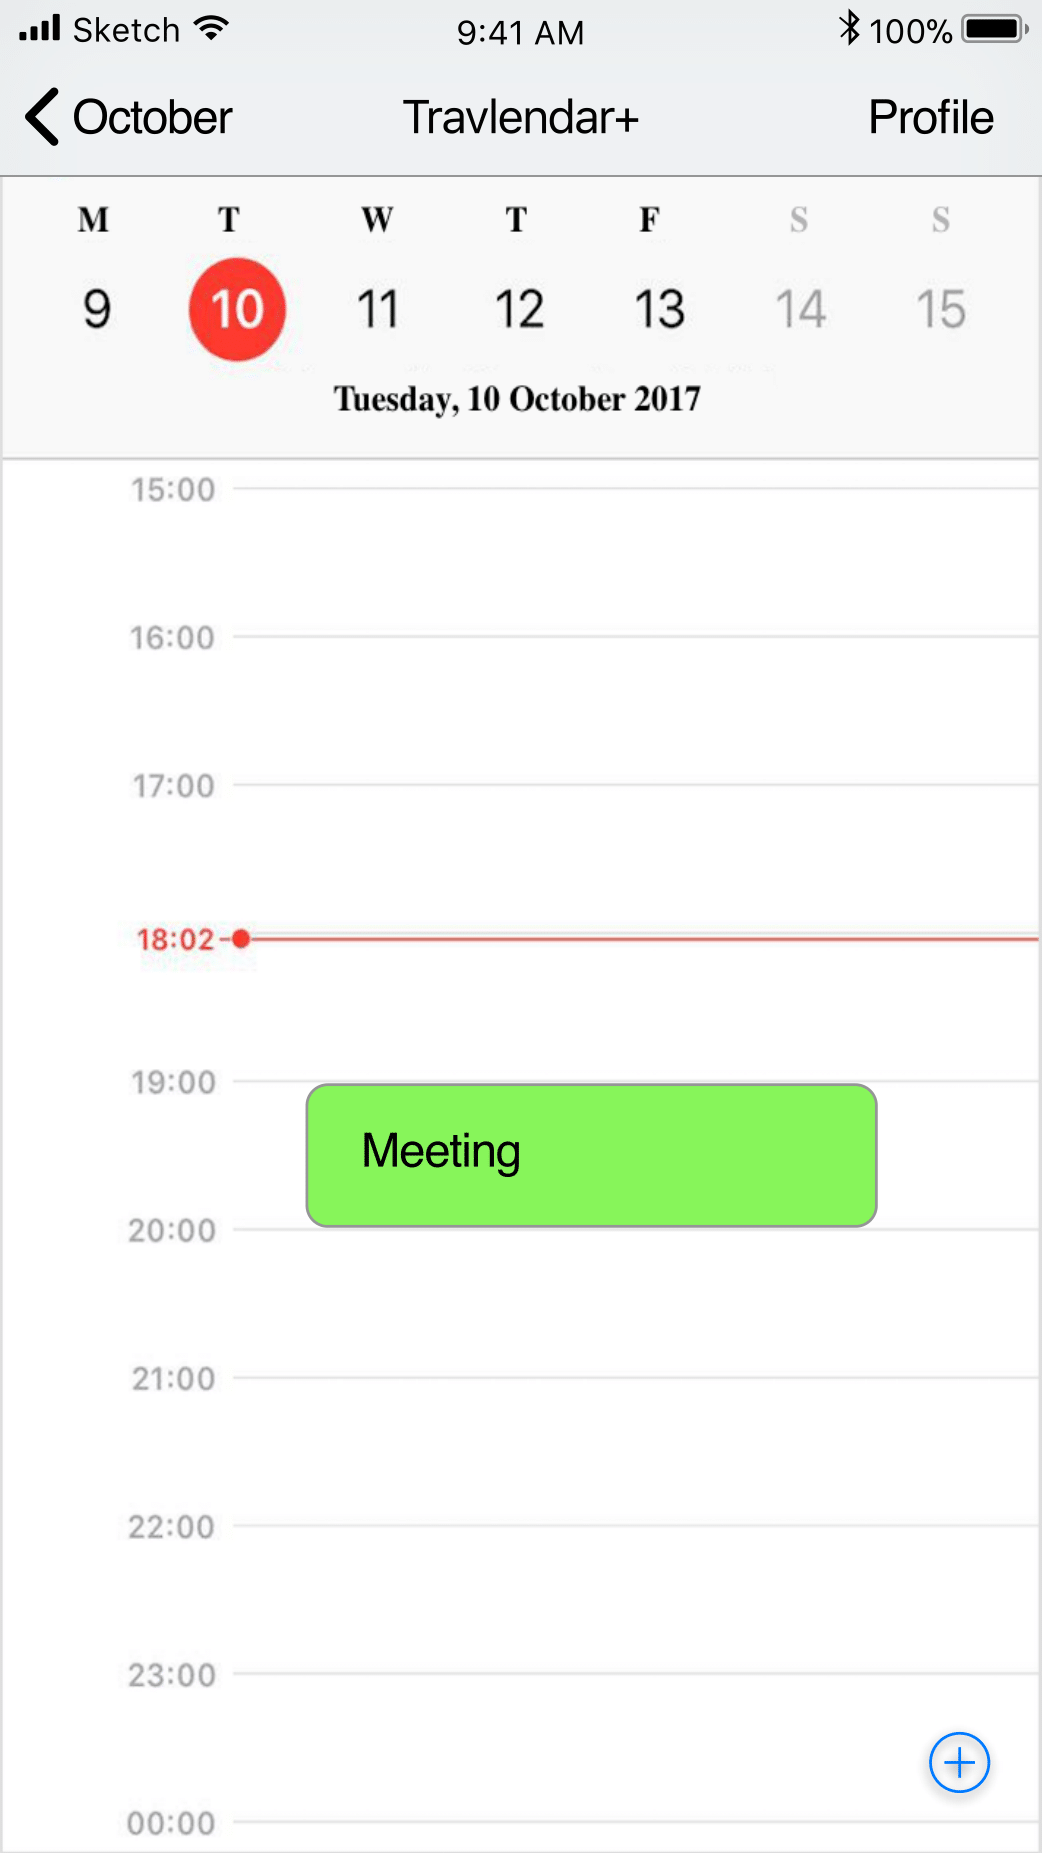 Sketch 9:41 AM 100%
October Travlendar+ Profile
M T W T F S S
9 10 11 12 13 14 15
Tuesday, 10 October 2017
15:00
16:00
17:00
18:02
19:00
Meeting
20:00
21:00
22:00
23:00
00:00